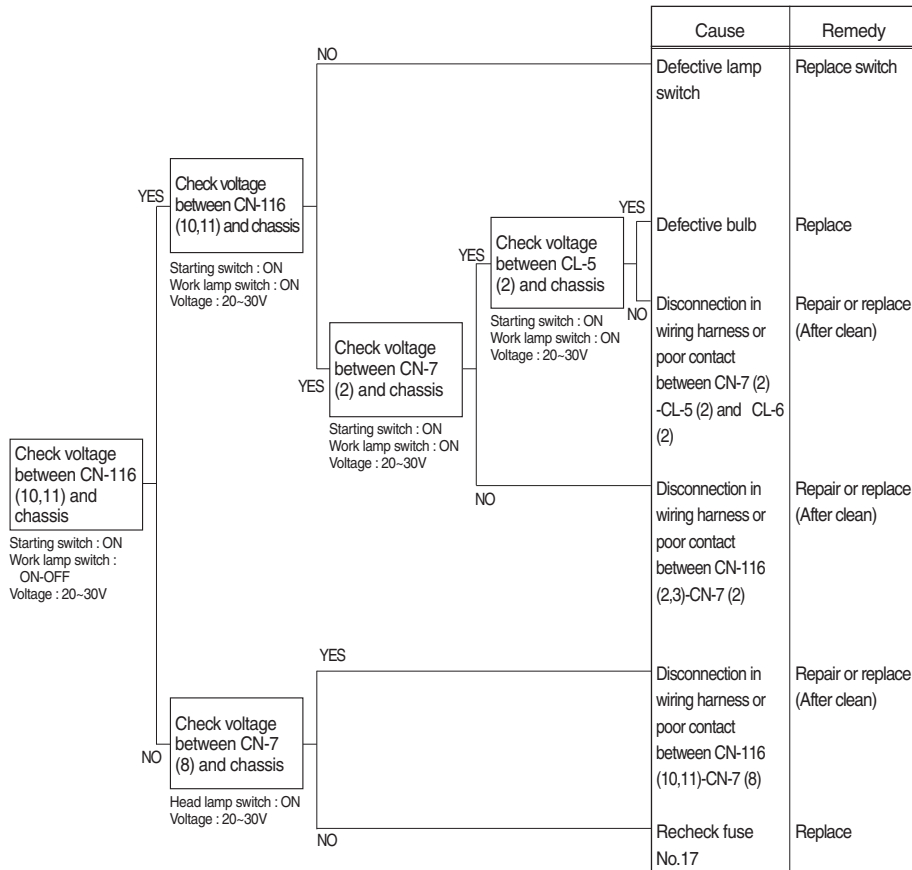 Cause
Remedy
NO
Defective lamp
switch
Replace switch
YES
Check voltage
between CN-116
(10,11) and chassis
Starting switch : ON
Work lamp switch : ON
Voltage : 20~30V
YES
Check voltage
between CN-7
(2) and chassis
Starting switch : ON
Work lamp switch : ON
Voltage : 20~30V
YES
Check voltage
between CL-5
(2) and chassis
Starting switch : ON
Work lamp switch : ON
Voltage : 20~30V
YES
Defective bulb
Replace
NO
Disconnection in
wiring harness or
poor contact
between CN-7 (2)
-CL-5 (2) and CL-6
(2)
Repair or replace
(After clean)
NO
Disconnection in
wiring harness or
poor contact
between CN-116
(2,3)-CN-7 (2)
Repair or replace
(After clean)
Check voltage
between CN-116
(10,11) and
chassis
Starting switch : ON
Work lamp switch :
ON-OFF
Voltage : 20~30V
NO
Check voltage
between CN-7
(8) and chassis
Head lamp switch : ON
Voltage : 20~30V
YES
Disconnection in
wiring harness or
poor contact
between CN-116
(10,11)-CN-7 (8)
Repair or replace
(After clean)
NO
Recheck fuse
No.17
Replace